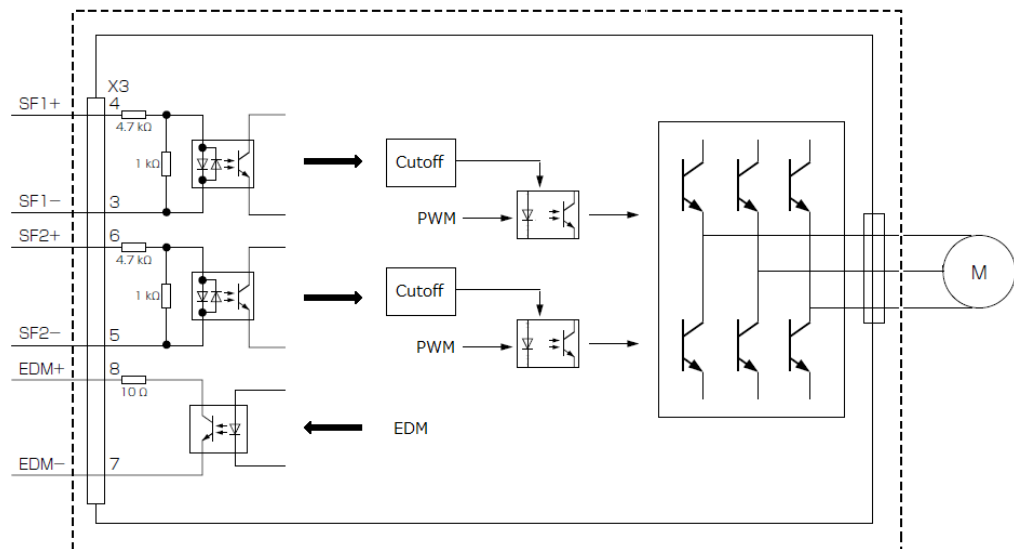 X3
SF1+ 4
4.7 kΩ
1 kΩ
SF1− 3
SF2+ 6
4.7 kΩ
1 kΩ
SF2− 5
EDM+ 8
10 Ω
EDM− 7
Cutoff
PWM
Cutoff
PWM
EDM
M